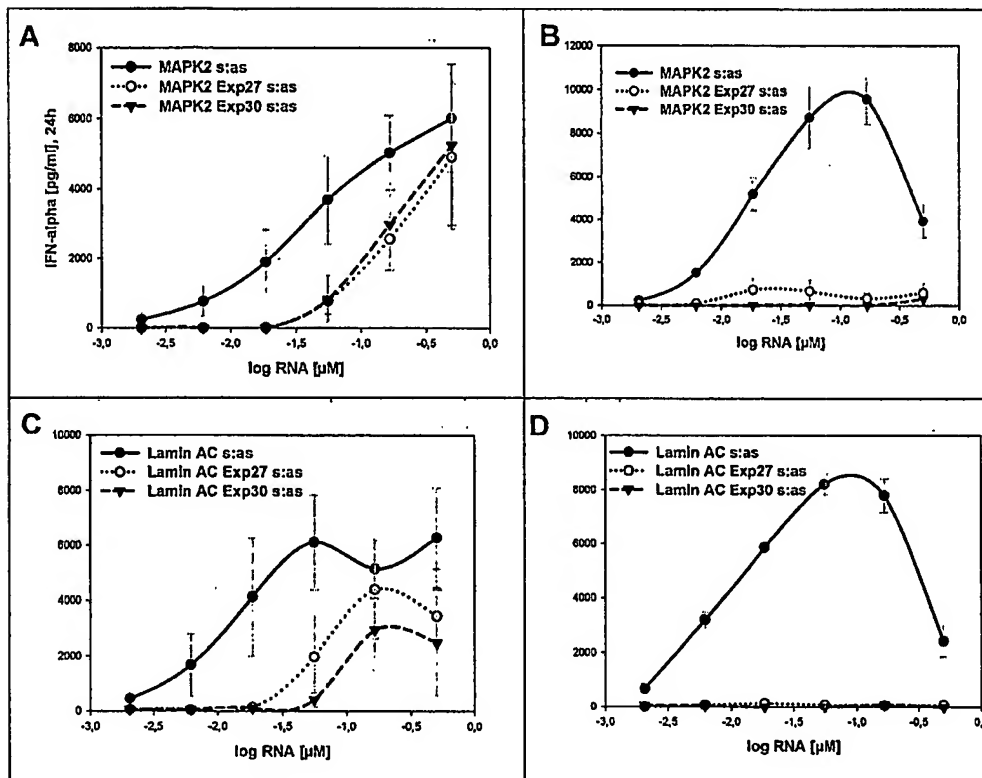 A
8000
6000
4000
2000
0
IFN-alpha [pg/ml], 24h
MAPK2 s:as
MAPK2 Exp27 s:as
MAPK2 Exp30 s:as
-3,0 -2,5 -2,0 -1,5 -1,0 -0,5 0,0
log RNA [µM]
B
12000
10000
8000
6000
4000
2000
0
MAPK2 s:as
MAPK2 Exp27 s:as
MAPK2 Exp30 s:as
-3,0 -2,5 -2,0 -1,5 -1,0 -0,5 0,0
log RNA [µM]
C
10000
8000
6000
4000
2000
0
Lamin AC s:as
Lamin AC Exp27 s:as
Lamin AC Exp30 s:as
-3,0 -2,5 -2,0 -1,5 -1,0 -0,5 0,0
log RNA [µM]
D
10000
8000
6000
4000
2000
0
Lamin AC s:as
Lamin AC Exp27 s:as
Lamin AC Exp30 s:as
-3,0 -2,5 -2,0 -1,5 -1,0 -0,5 0,0
log RNA [µM]